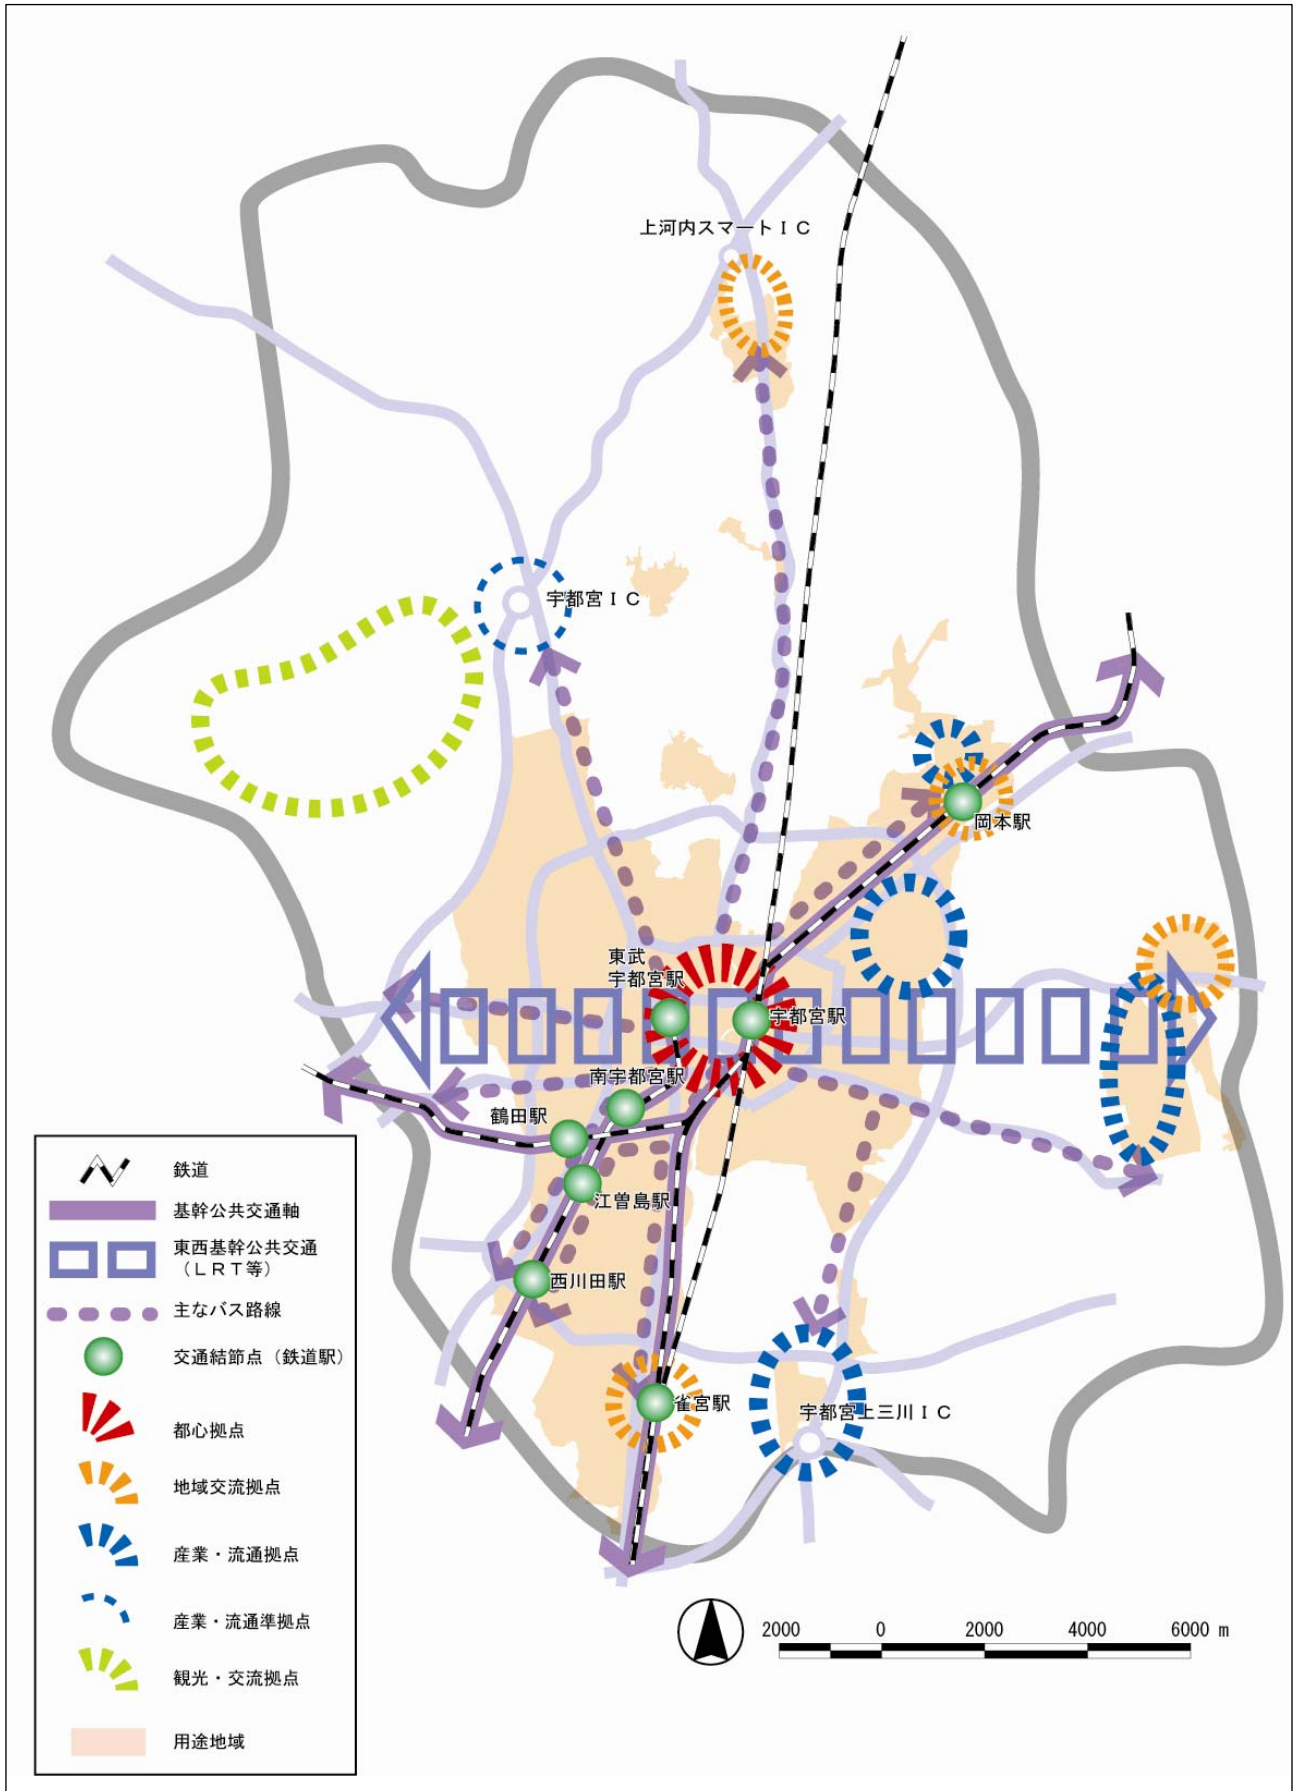 上河内スマートＩＣ
宇都宮ＩＣ
岡本駅
東武
宇都宮駅
宇都宮駅
南宇都宮駅
鶴田駅
江曽島駅
西川田駅
雀宮駅
宇都宮上三川ＩＣ
鉄道
基幹公共交通軸
東西基幹公共交通
（ＬＲＴ等）
主なバス路線
交通結節点（鉄道駅）
都心拠点
地域交流拠点
産業・流通拠点
産業・流通準拠点
観光・交流拠点
用途地域
2000 0 2000 4000 6000 m